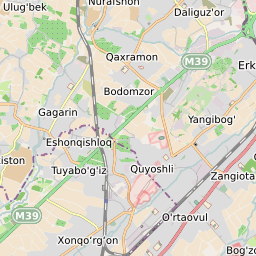 Nurafshon
Ulug'bek
Daliguz'or
Qaxramon
M39
Erk
Bodomzor
Gagarin
Yangibog'
Eshonqishloq
iston
Quyoshli
Tuyabo'g'iz
Zangiota
M39
O'rtaovul
Xonqo'rg'on
Bog'zo